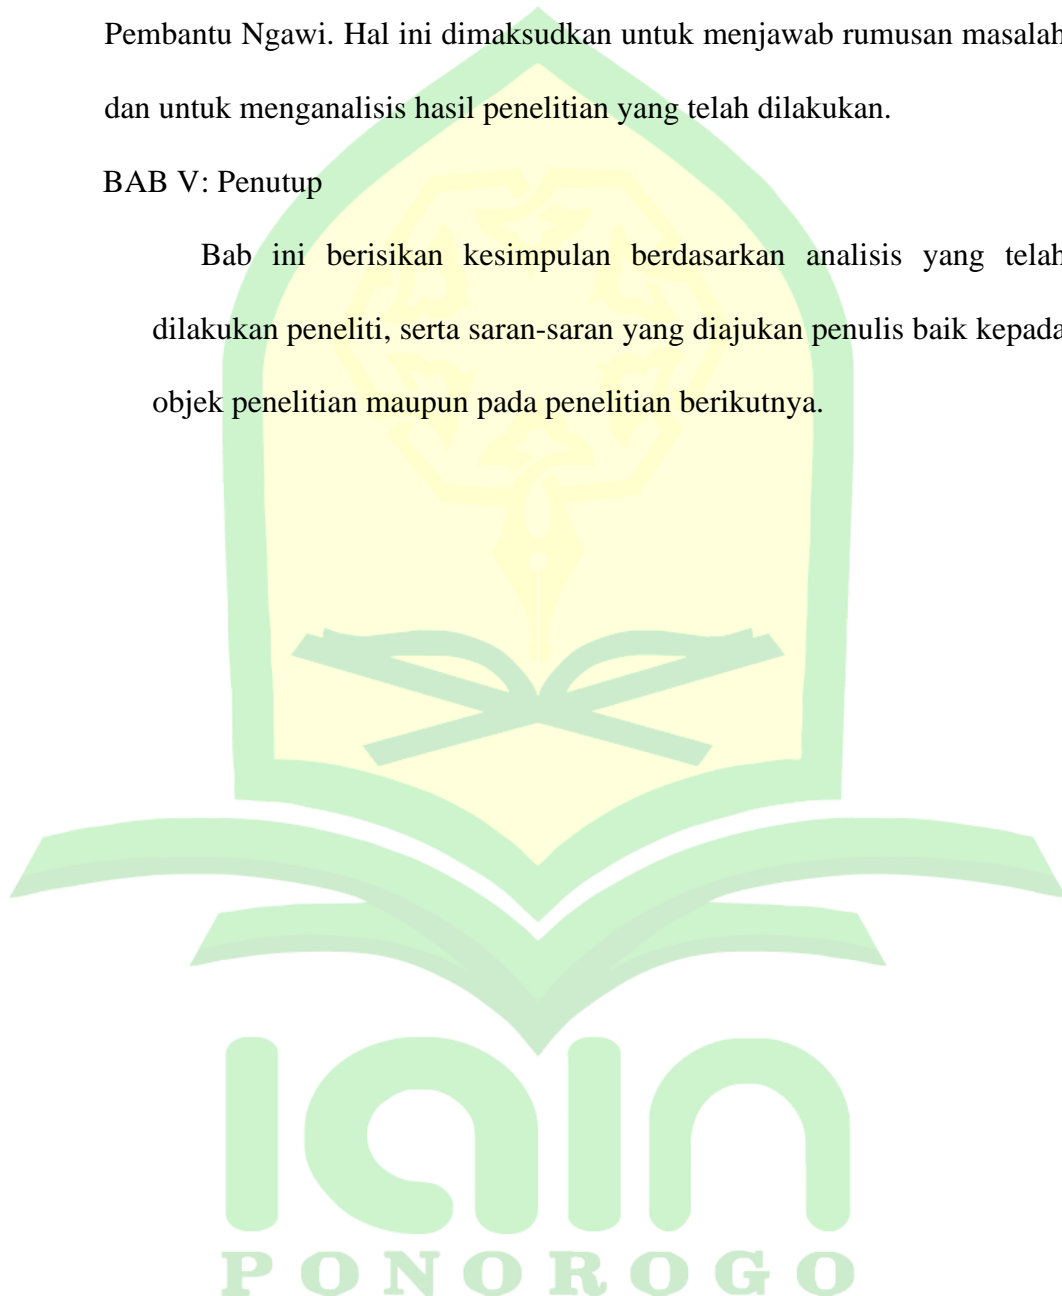 Pembantu Ngawi. Hal ini dimaksudkan untuk menjawab rumusan masalah
dan untuk menganalisis hasil penelitian yang telah dilakukan.
BAB V: Penutup
Bab ini berisikan kesimpulan berdasarkan analisis yang telah
dilakukan peneliti, serta saran-saran yang diajukan penulis baik kepada
objek penelitian maupun pada penelitian berikutnya.
iain
PONOROGO